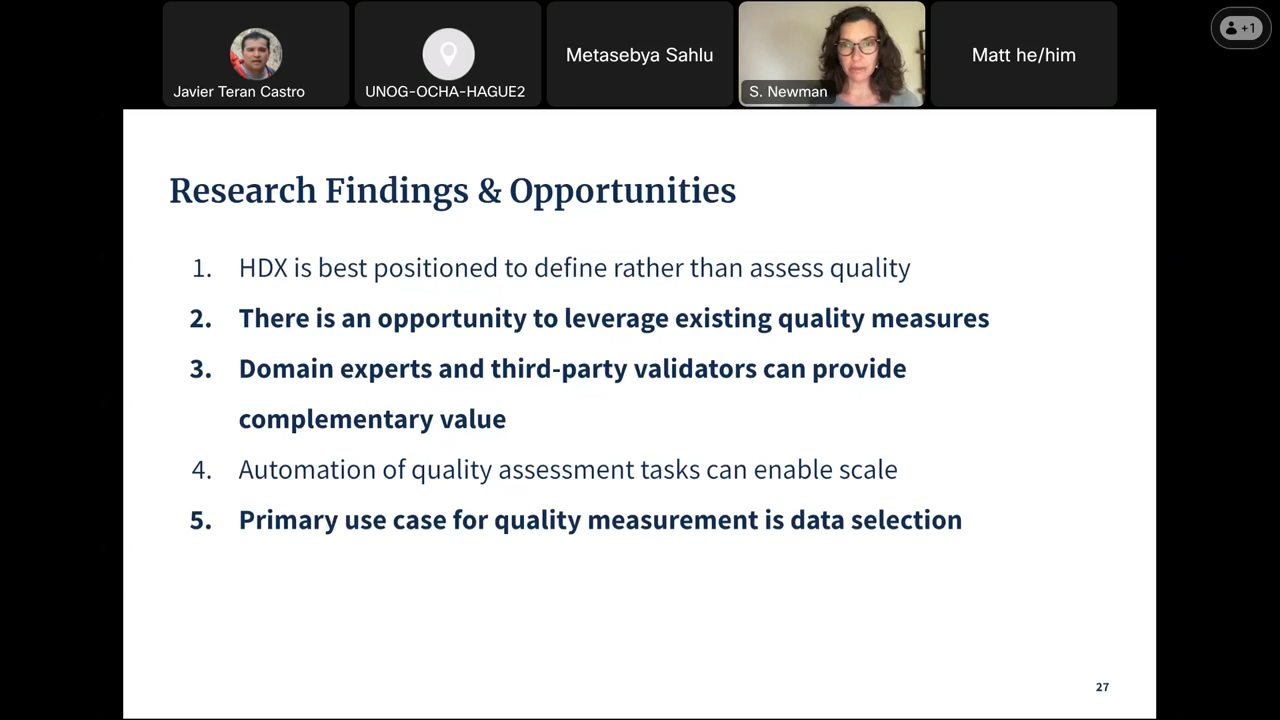 Javier Teran Castro
UNOG-OCHA-HAGUE2
Metasebya Sahlu
S. Newman
Matt he/him
+1
Research Findings & Opportunities
1. HDX is best positioned to define rather than assess quality
2. There is an opportunity to leverage existing quality measures
3. Domain experts and third-party validators can provide
complementary value
4. Automation of quality assessment tasks can enable scale
5. Primary use case for quality measurement is data selection
27